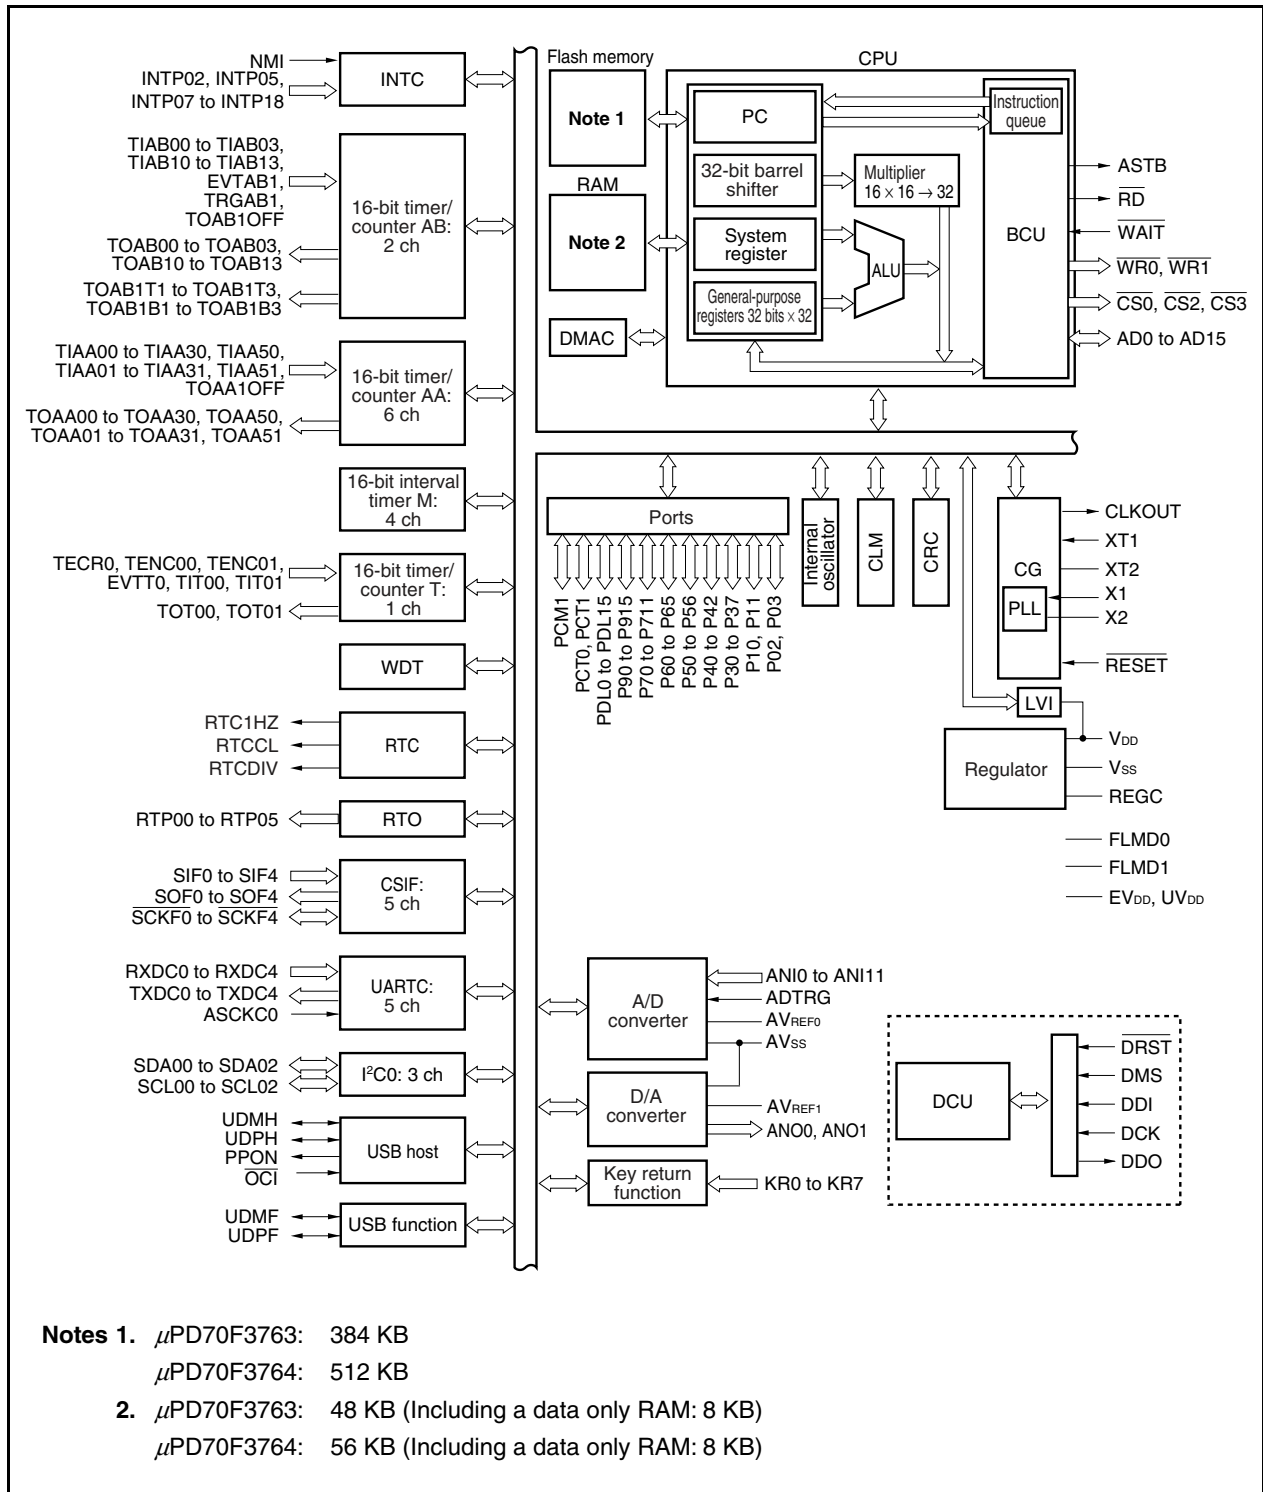 NMI
INTP02, INTP05,
INTP07 to INTP18
INTC
TIAB00 to TIAB03,
TIAB10 to TIAB13,
EVTAB1,
TRGAB1,
TOAB1OFF
TOAB00 to TOAB03,
TOAB10 to TOAB13
TOAB1T1 to TOAB1T3,
TOAB1B1 to TOAB1B3
16-bit timer/
counter AB:
2 ch
TIAA00 to TIAA30, TIAA50,
TIAA01 to TIAA31, TIAA51,
TOAA1OFF
TOAA00 to TOAA30, TOAA50,
TOAA01 to TOAA31, TOAA51
16-bit timer/
counter AA:
6 ch
16-bit interval
timer M:
4 ch
TECR0, TENC00, TENC01,
EVTT0, TIT00, TIT01
TOT00, TOT01
16-bit timer/
counter T:
1 ch
WDT
RTC1HZ
RTCCL
RTCDIV
RTC
RTP00 to RTP05
RTO
SIF0 to SIF4
SOF0 to SOF4
S̅C̅K̅F̅0̅ to S̅C̅K̅F̅4̅
CSIF:
5 ch
RXDC0 to RXDC4
TXDC0 to TXDC4
ASCKC0
UARTC:
5 ch
SDA00 to SDA02
SCL00 to SCL02
I²C0: 3 ch
UDMH
UDPH
PPON
O̅C̅I̅
USB host
UDMF
UDPF
USB function
Flash memory
Note 1
RAM
Note 2
DMAC
CPU
PC
32-bit barrel
shifter
System
register
General-purpose
registers 32 bits × 32
Multiplier
16 × 16 → 32
ALU
Instruction
queue
BCU
ASTB
R̅D̅
W̅A̅I̅T̅
W̅R̅0̅, W̅R̅1̅
C̅S̅0̅, C̅S̅2̅, C̅S̅3̅
AD0 to AD15
Ports
PCM1
PCT0, PCT1
PDL0 to PDL15
P90 to P915
P70 to P711
P60 to P65
P50 to P56
P40 to P42
P30 to P37
P10, P11
P02, P03
Internal
oscillator
CLM
CRC
CG
PLL
CLKOUT
XT1
XT2
X1
X2
R̅E̅S̅E̅T̅
LVI
Regulator
VDD
VSS
REGC
FLMD0
FLMD1
EVDD, UVDD
A/D
converter
ANI0 to ANI11
ADTRG
AVREF0
AVSS
D/A
converter
AVREF1
ANO0, ANO1
Key return
function
KR0 to KR7
DCU
D̅R̅S̅T̅
DMS
DDI
DCK
DDO
Notes 1. μPD70F3763: 384 KB
μPD70F3764: 512 KB
2. μPD70F3763: 48 KB (Including a data only RAM: 8 KB)
μPD70F3764: 56 KB (Including a data only RAM: 8 KB)